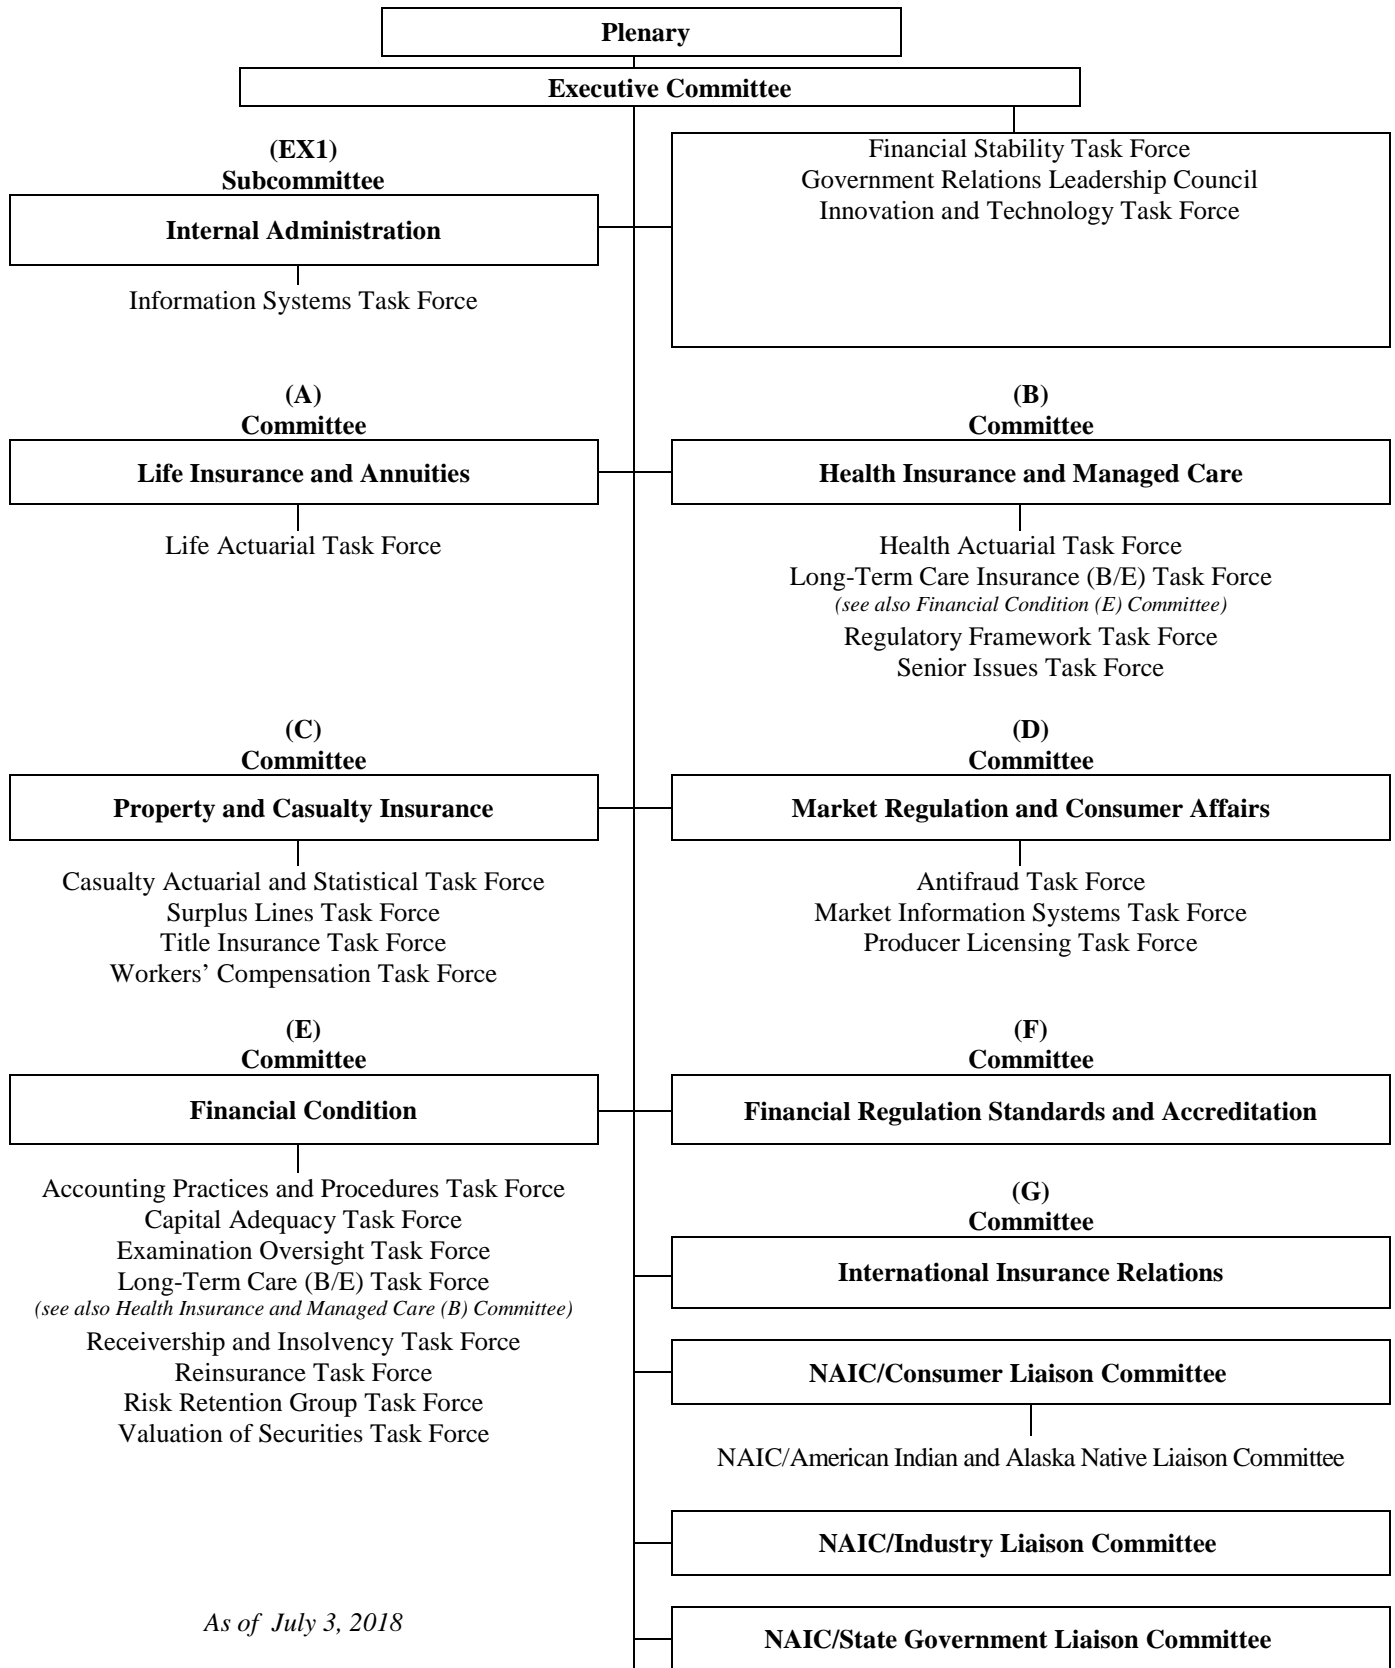 Plenary
Executive Committee
(EX1)
Subcommittee
Internal Administration
Information Systems Task Force
Financial Stability Task Force
Government Relations Leadership Council
Innovation and Technology Task Force
(A)
Committee
Life Insurance and Annuities
Life Actuarial Task Force
(B)
Committee
Health Insurance and Managed Care
Health Actuarial Task Force
Long-Term Care Insurance (B/E) Task Force
(see also Financial Condition (E) Committee)
Regulatory Framework Task Force
Senior Issues Task Force
(C)
Committee
Property and Casualty Insurance
Casualty Actuarial and Statistical Task Force
Surplus Lines Task Force
Title Insurance Task Force
Workers’ Compensation Task Force
(D)
Committee
Market Regulation and Consumer Affairs
Antifraud Task Force
Market Information Systems Task Force
Producer Licensing Task Force
(E)
Committee
Financial Condition
Accounting Practices and Procedures Task Force
Capital Adequacy Task Force
Examination Oversight Task Force
Long-Term Care (B/E) Task Force
(see also Health Insurance and Managed Care (B) Committee)
Receivership and Insolvency Task Force
Reinsurance Task Force
Risk Retention Group Task Force
Valuation of Securities Task Force
(F)
Committee
Financial Regulation Standards and Accreditation
(G)
Committee
International Insurance Relations
NAIC/Consumer Liaison Committee
NAIC/American Indian and Alaska Native Liaison Committee
NAIC/Industry Liaison Committee
NAIC/State Government Liaison Committee
As of July 3, 2018